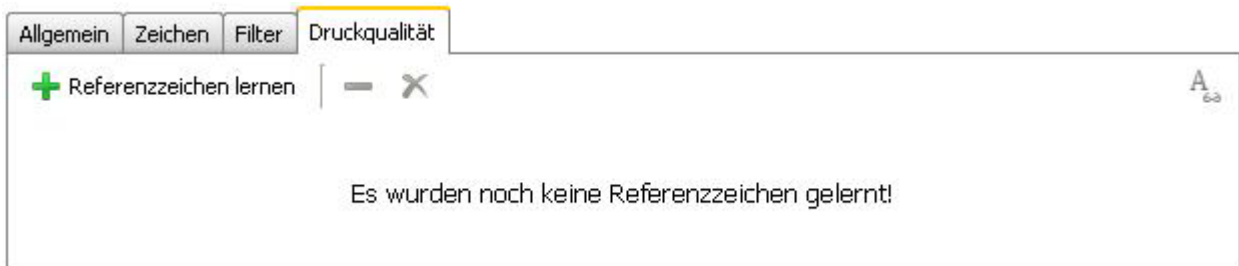 Allgemein Zeichen Filter Druckqualität
Referenzzeichen lernen
A
Es wurden noch keine Referenzzeichen gelernt!